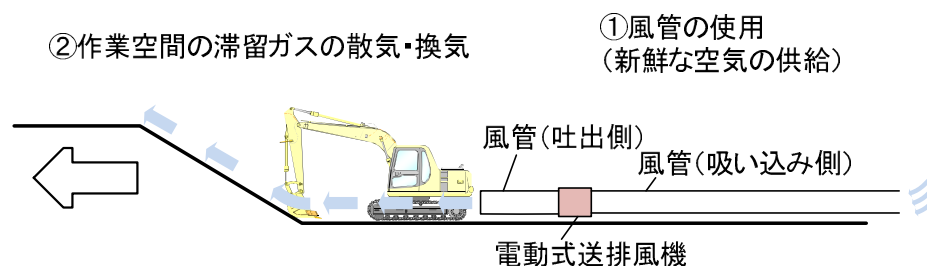 ①風管の使用
(新鮮な空気の供給)
②作業空間の滞留ガスの散気・換気
風管(吐出側)
風管(吸い込み側)
電動式送排風機